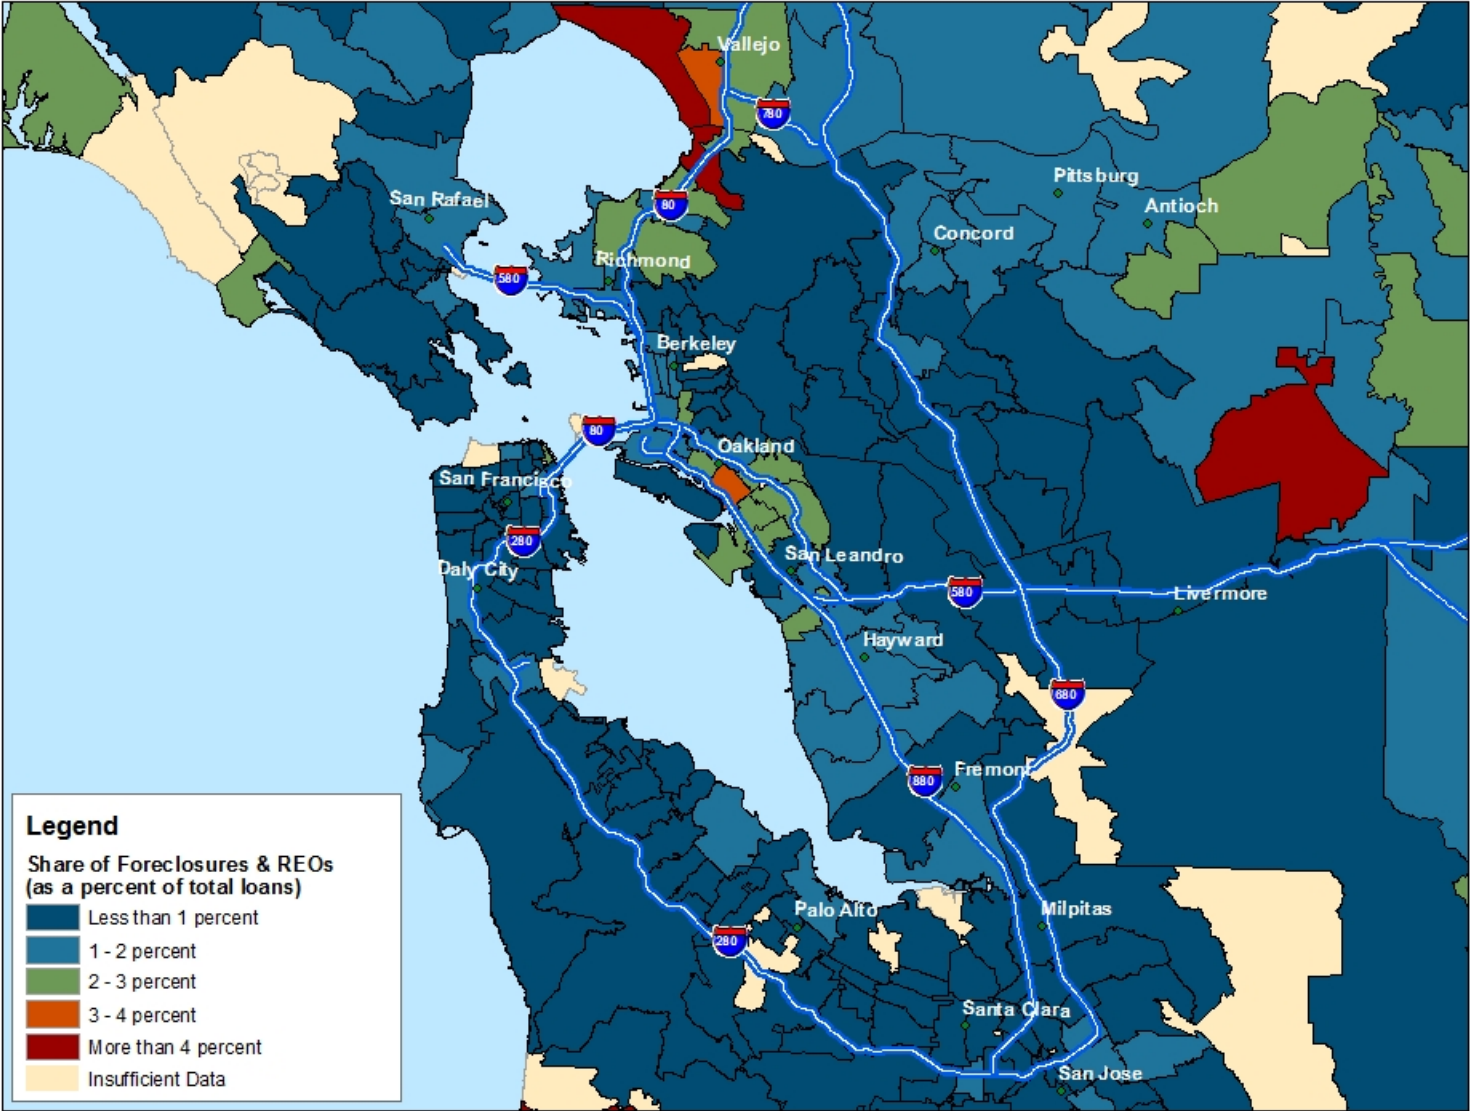 Vallejo
780
Pittsburg
San Rafael
80
Antioch
Concord
Richmond
580
Berkeley
80
Oakland
San Francisco
280
San Leandro
Daly City
580
Livermore
Hayward
680
Fremont
880
Palo Alto
Milpitas
280
Santa Clara
San Jose
Legend
Share of Foreclosures & REOs
(as a percent of total loans)
Less than 1 percent
1 - 2 percent
2 - 3 percent
3 - 4 percent
More than 4 percent
Insufficient Data